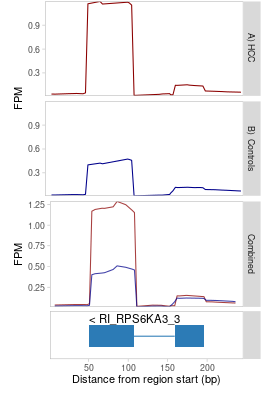 0.9
0.6
0.3
A) HCC
FPM
0.9
0.6
0.3
B) Controls
1.25
1.00
0.75
0.50
0.25
Combined
FPM
< RI_RPS6KA3_3
50
100
150
200
Distance from region start (bp)